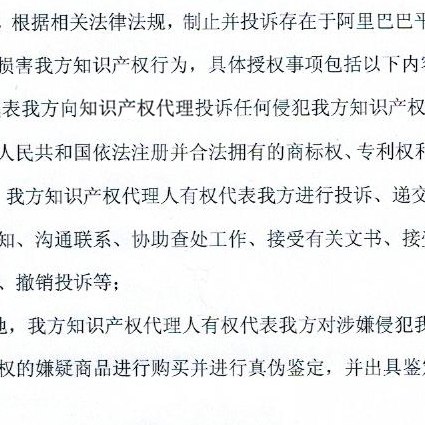 ，根据相关法律法规，制止并投诉存在于阿里巴巴平
损害我方知识产权行为，具体授权事项包括以下内容
表我方向知识产权代理投诉任何侵犯我方知识产权
人民共和国依法注册并合法拥有的商标权、专利权和
，我方知识产权代理人有权代表我方进行投诉、递交
知、沟通联系、协助查处工作、接受有关文书、接受
、撤销投诉等；
也，我方知识产权代理人有权代表我方对涉嫌侵犯我
权的嫌疑商品进行购买并进行真伪鉴定，并出具鉴定